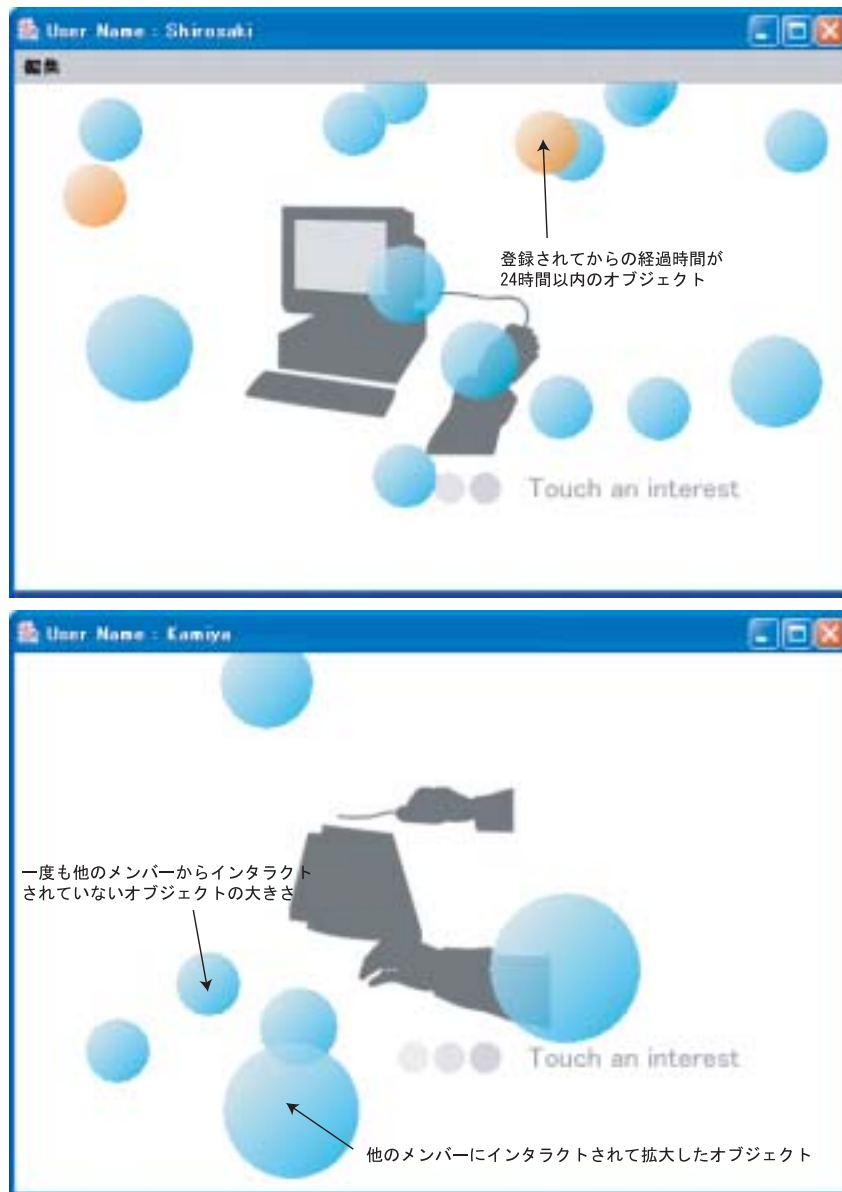 User Name : Shirosaki
編集
登録されてからの経過時間が
24時間以内のオブジェクト
Touch an interest
User Name : Kamiya
一度も他のメンバーからインタラクト
されていないオブジェクトの大きさ
Touch an interest
他のメンバーにインタラクトされて拡大したオブジェクト